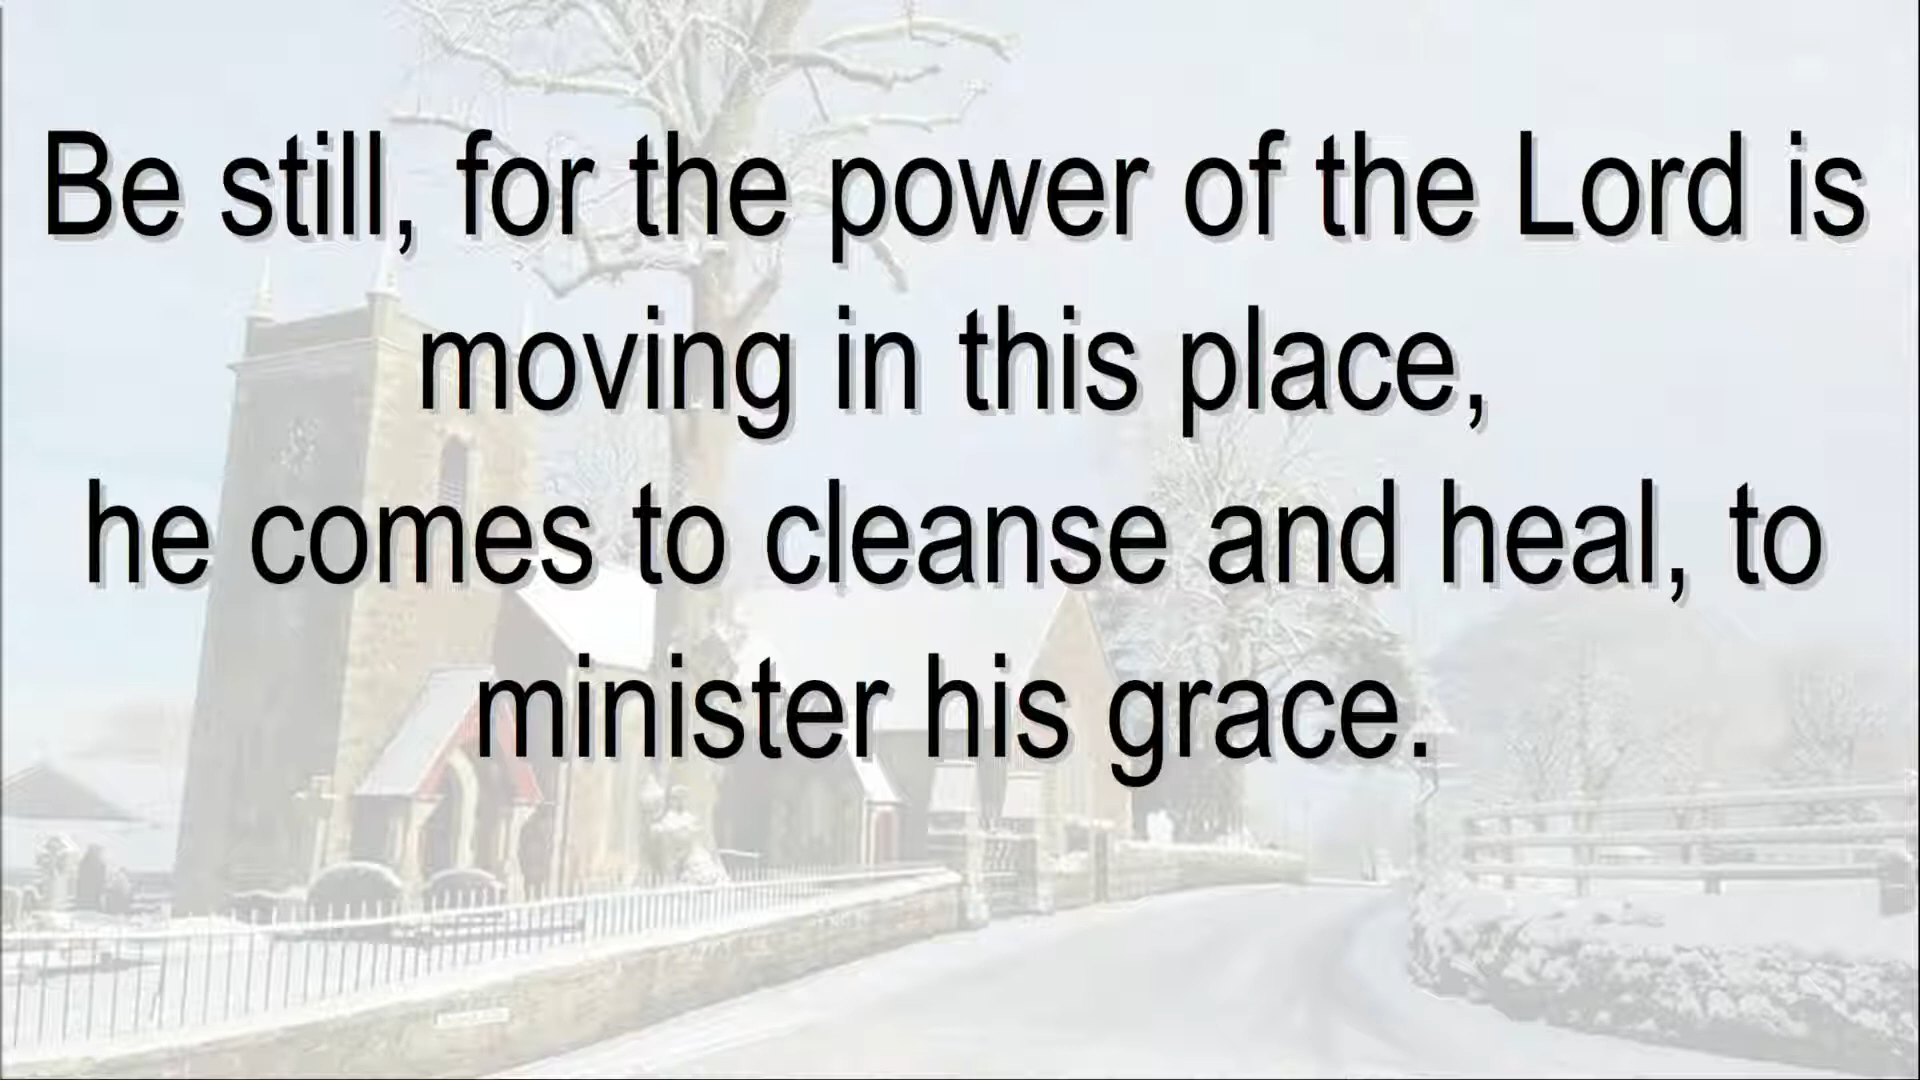 Be still, for the power of the Lord is
moving in this place,
he comes to cleanse and heal, to
minister his grace.